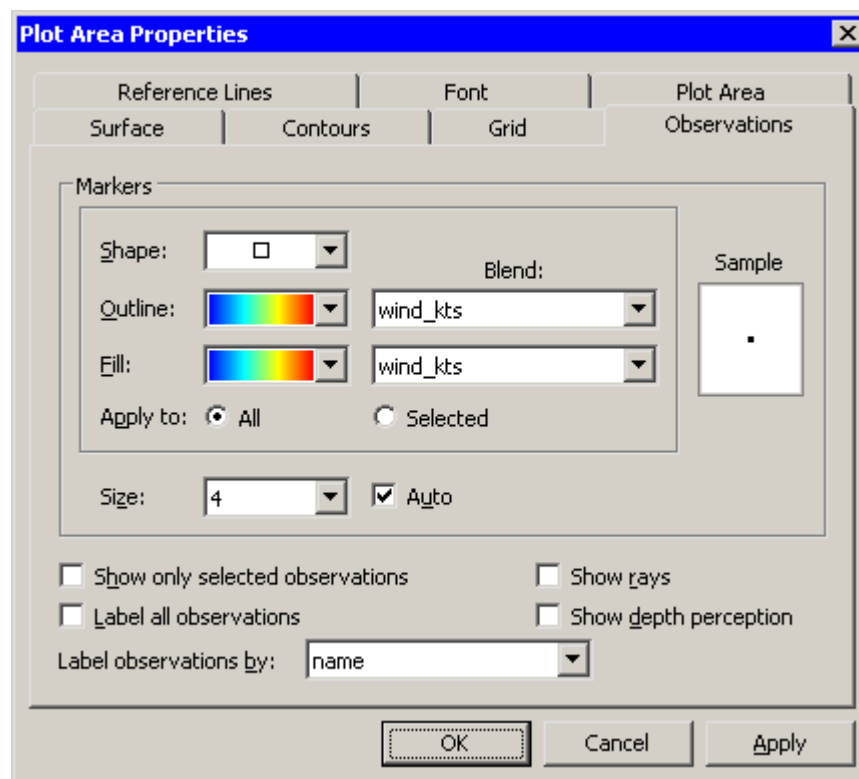 Plot Area Properties
Reference Lines Font Plot Area
Surface Contours Grid Observations
Markers
Shape:
Blend:
Sample
Outline: wind_kts
Fill: wind_kts
Apply to: All Selected
Size: 4 Auto
Show only selected observations Show rays
Label all observations Show depth perception
Label observations by: name
OK Cancel Apply